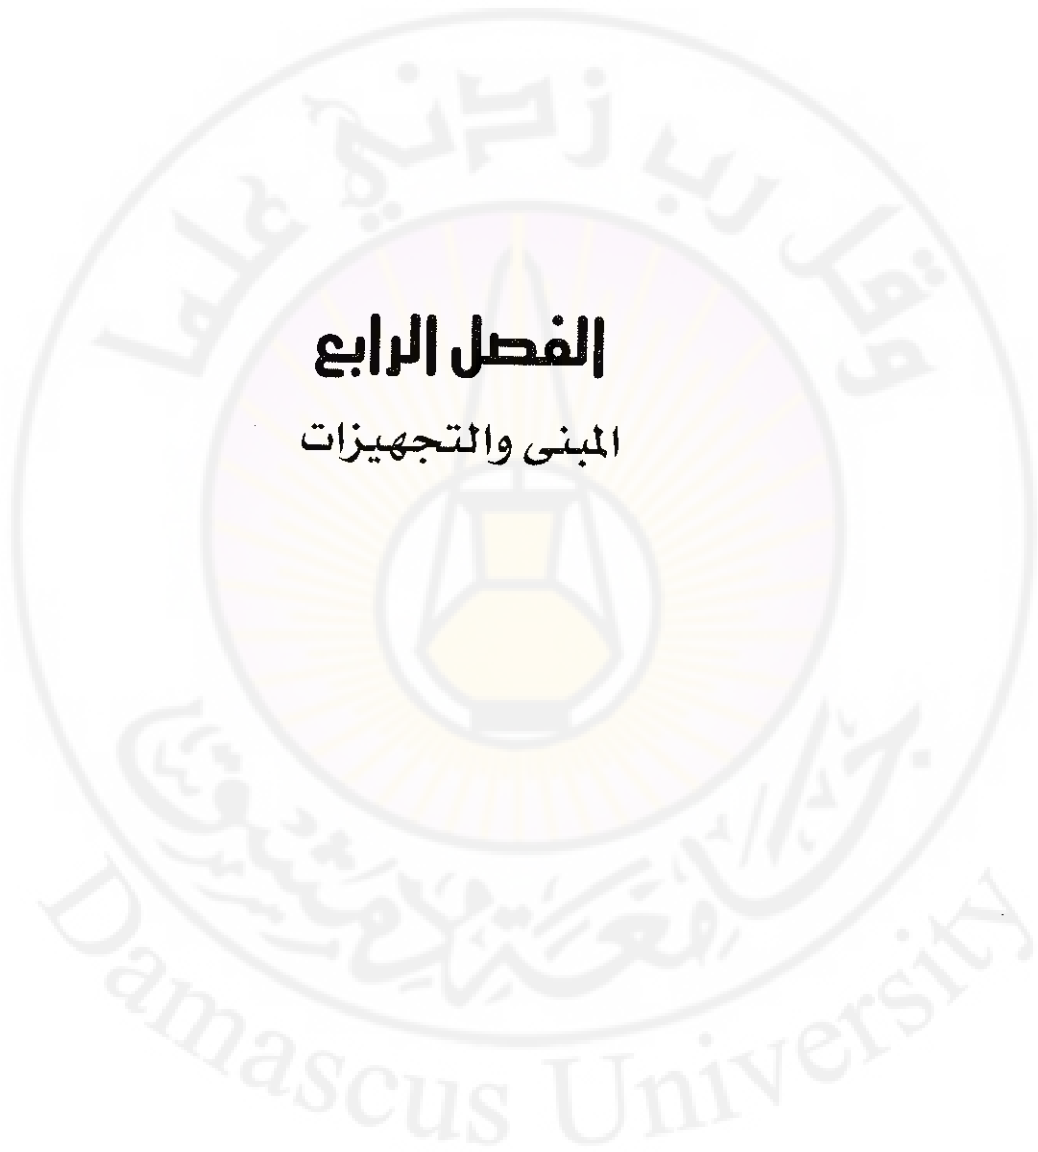 وقل رب زدني علما
الفصل الرابع
المبنى والتجهيزات
جامعة دمشق
Damascus University